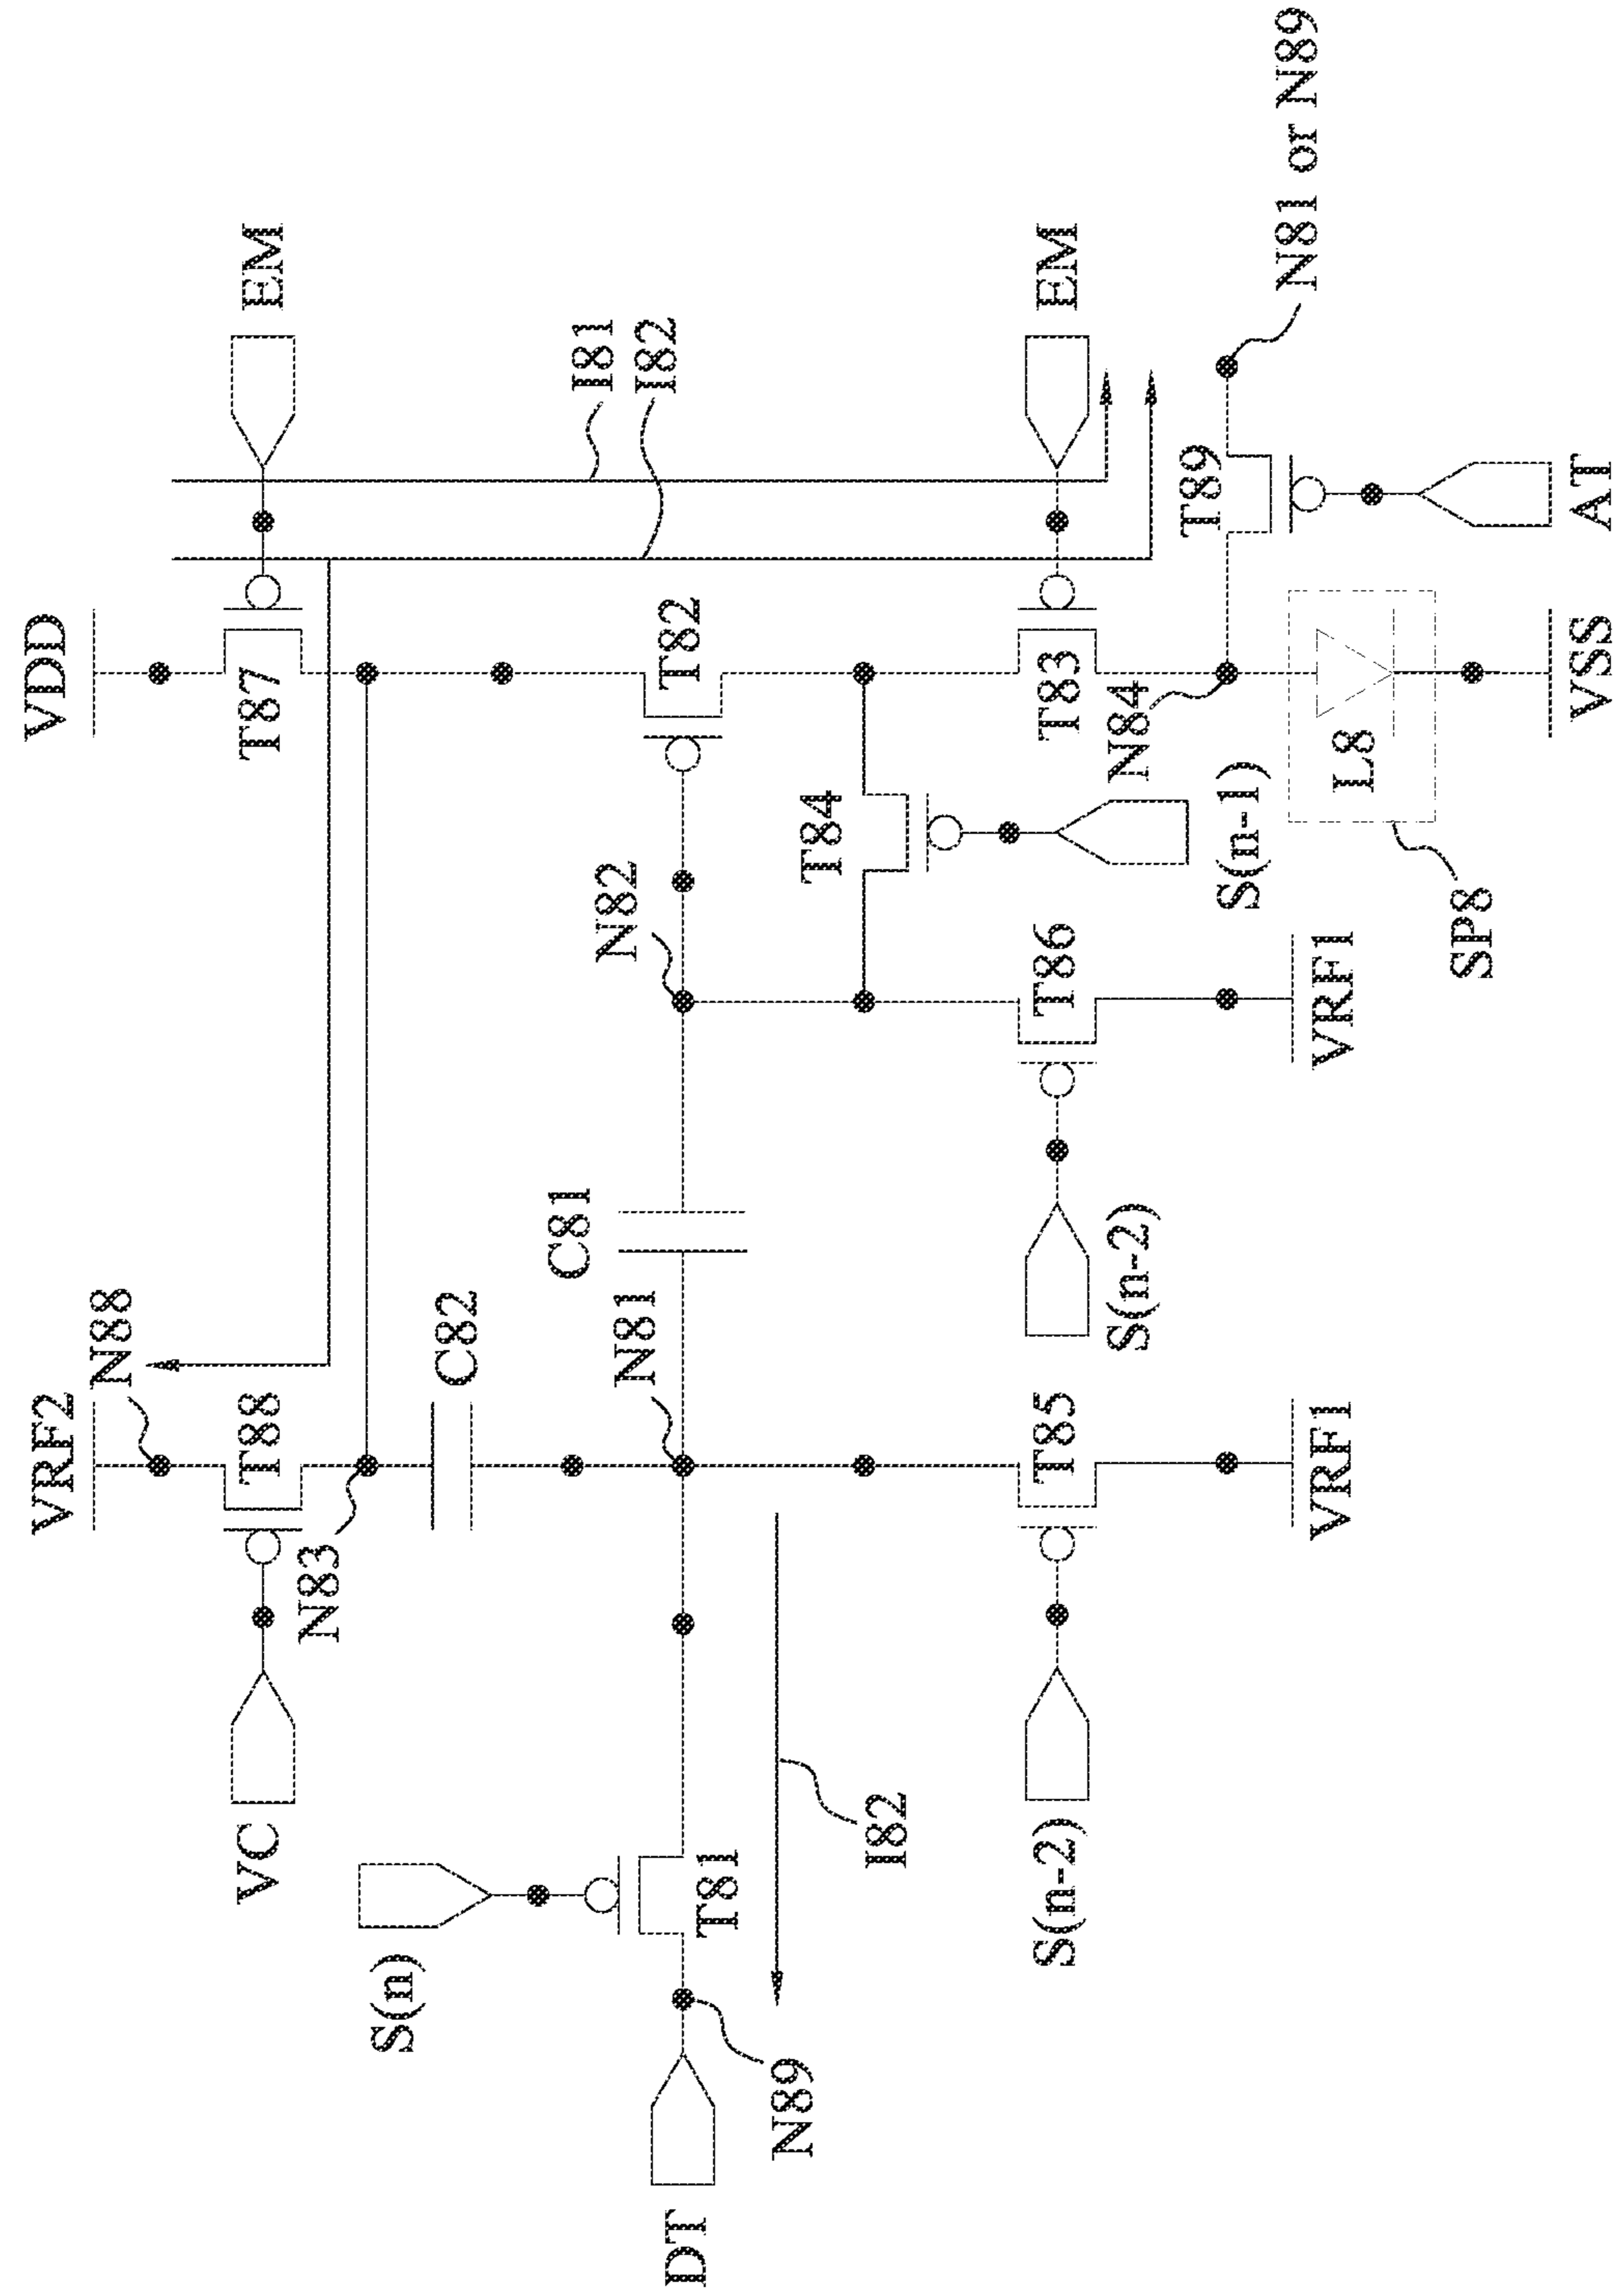 VRF2
N88
VDD
VC
T88
T87
EM
N83
C82
I81
I82
S(n)
C81
N81
N82
T82
DT
N89
T81
I82
T84
S(n-2)
T85
S(n-2)
T86
S(n-1)
N84
T83
EM
T89
N81 or N89
VRF1
VRF1
SP8
L8
VSS
AT